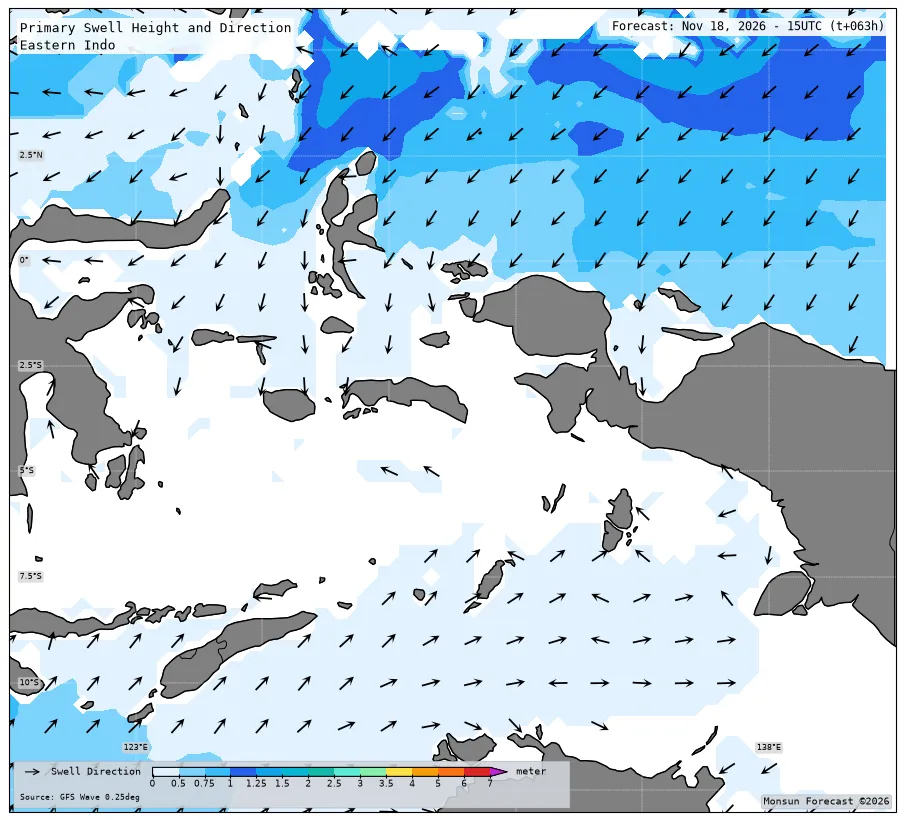 Primary Swell Height and Direction
Eastern Indo
Forecast: Nov 18, 2026 - 15UTC (t+063h)
2.5°N
0°
2.5°S
5°S
7.5°S
10°S
123°E
138°E
Swell Direction
0 0.5 0.75 1 1.25 1.5 2 2.5 3 3.5 4 5 6 7
meter
Source: GFS Wave 0.25deg
Monsun Forecast ©2026